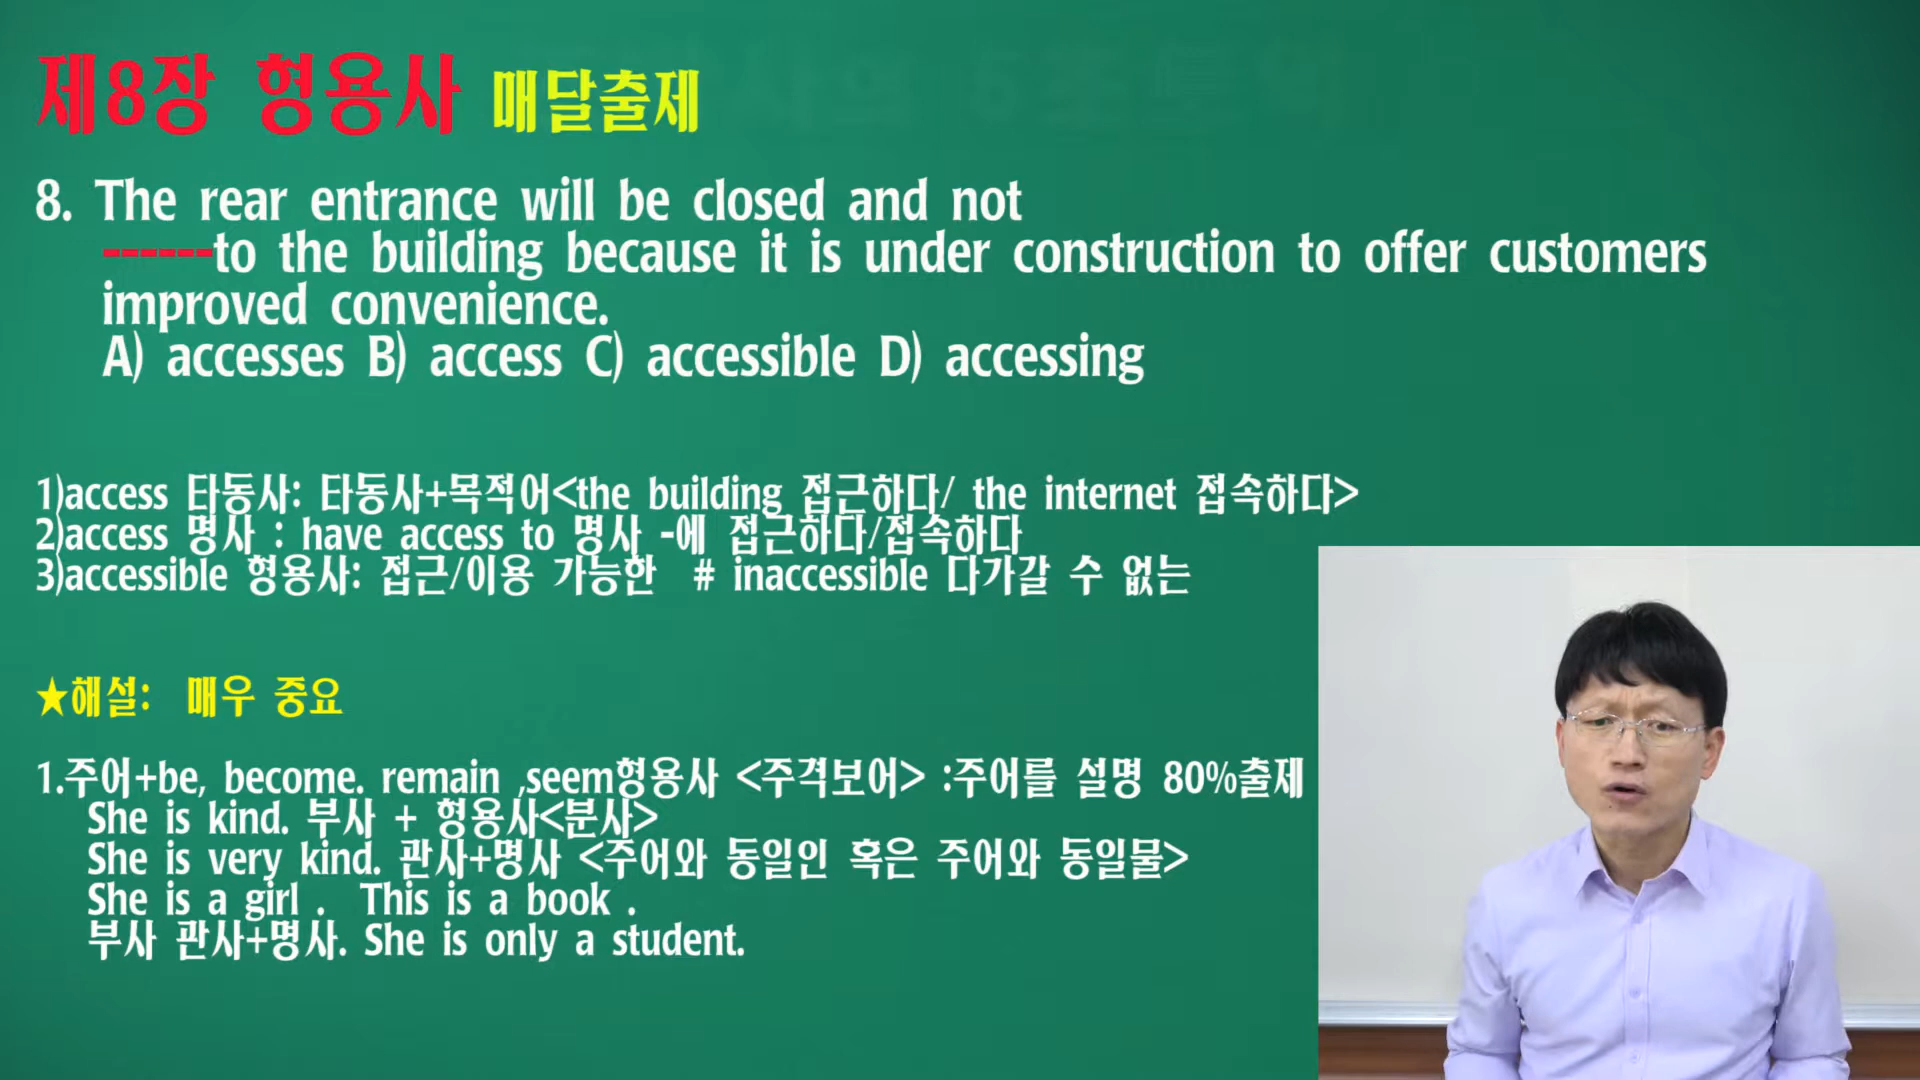 제8장 형용사 매달출제
8. The rear entrance will be closed and not
------to the building because it is under construction to offer customers
improved convenience.
A) accesses B) access C) accessible D) accessing
1)access 타동사: 타동사+목적어<the building 접근하다/ the internet 접속하다>
2)access 명사 : have access to 명사 -에 접근하다/접속하다
3)accessible 형용사: 접근/이용 가능한 # inaccessible 다가갈 수 없는
★해설: 매우 중요
1.주어+be, become. remain ,seem형용사 <주격보어> :주어를 설명 80%출제
She is kind. 부사 + 형용사<분사>
She is very kind. 관사+명사 <주어와 동일인 혹은 주어와 동일물>
She is a girl . This is a book .
부사 관사+명사. She is only a student.